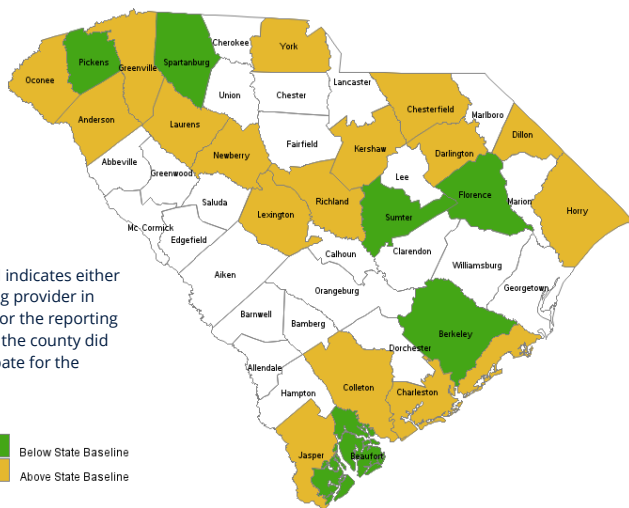 Cherokee
York
Pickens
Spartanburg
Greenville
Oconee
Lancaster
Union
Chester
Chesterfield
Marlboro
Anderson
Laurens
Dillon
Fairfield
Kershaw
Darlington
Newberry
Abbeville
Greenwood
Lee
Florence
Marion
Saluda
Richland
Horry
Lexington
Sumter
Mc Cormick
Edgefield
Calhoun
Clarendon
Williamsburg
Aiken
Georgetown
indicates either
Orangeburg
g provider in
or the reporting
Barnwell
Bamberg
Berkeley
the county did
Dorchester
pate for the
Allendale
Colleton
Charleston
Hampton
Jasper
Beaufort
Below State Baseline
Above State Baseline